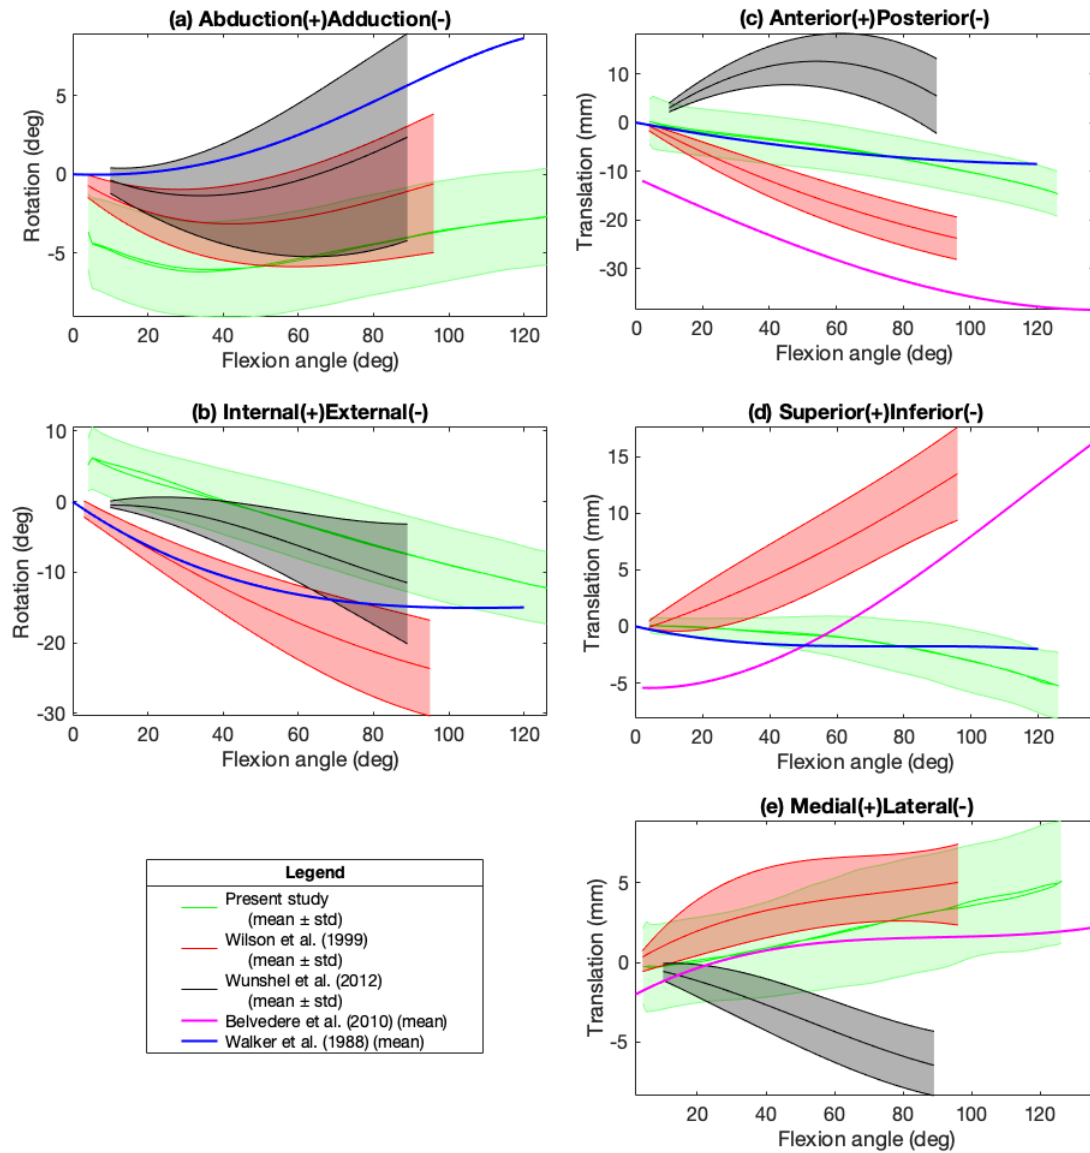 (a) Abduction(+)Adduction(-)
5
0
-5
Rotation (deg)
0 20 40 60 80 100 120
Flexion angle (deg)
(c) Anterior(+)Posterior(-)
10
0
-10
-20
-30
Translation (mm)
0 20 40 60 80 100 120
Flexion angle (deg)
(b) Internal(+)External(-)
10
0
-10
-20
-30
Rotation (deg)
0 20 40 60 80 100 120
Flexion angle (deg)
(d) Superior(+)Inferior(-)
15
10
5
0
-5
Translation (mm)
0 20 40 60 80 100 120
Flexion angle (deg)
(e) Medial(+)Lateral(-)
5
0
-5
Translation (mm)
20 40 60 80 100 120
Flexion angle (deg)
Legend
Present study
(mean ± std)
Wilson et al. (1999)
(mean ± std)
Wunshel et al. (2012)
(mean ± std)
Belvedere et al. (2010) (mean)
Walker et al. (1988) (mean)